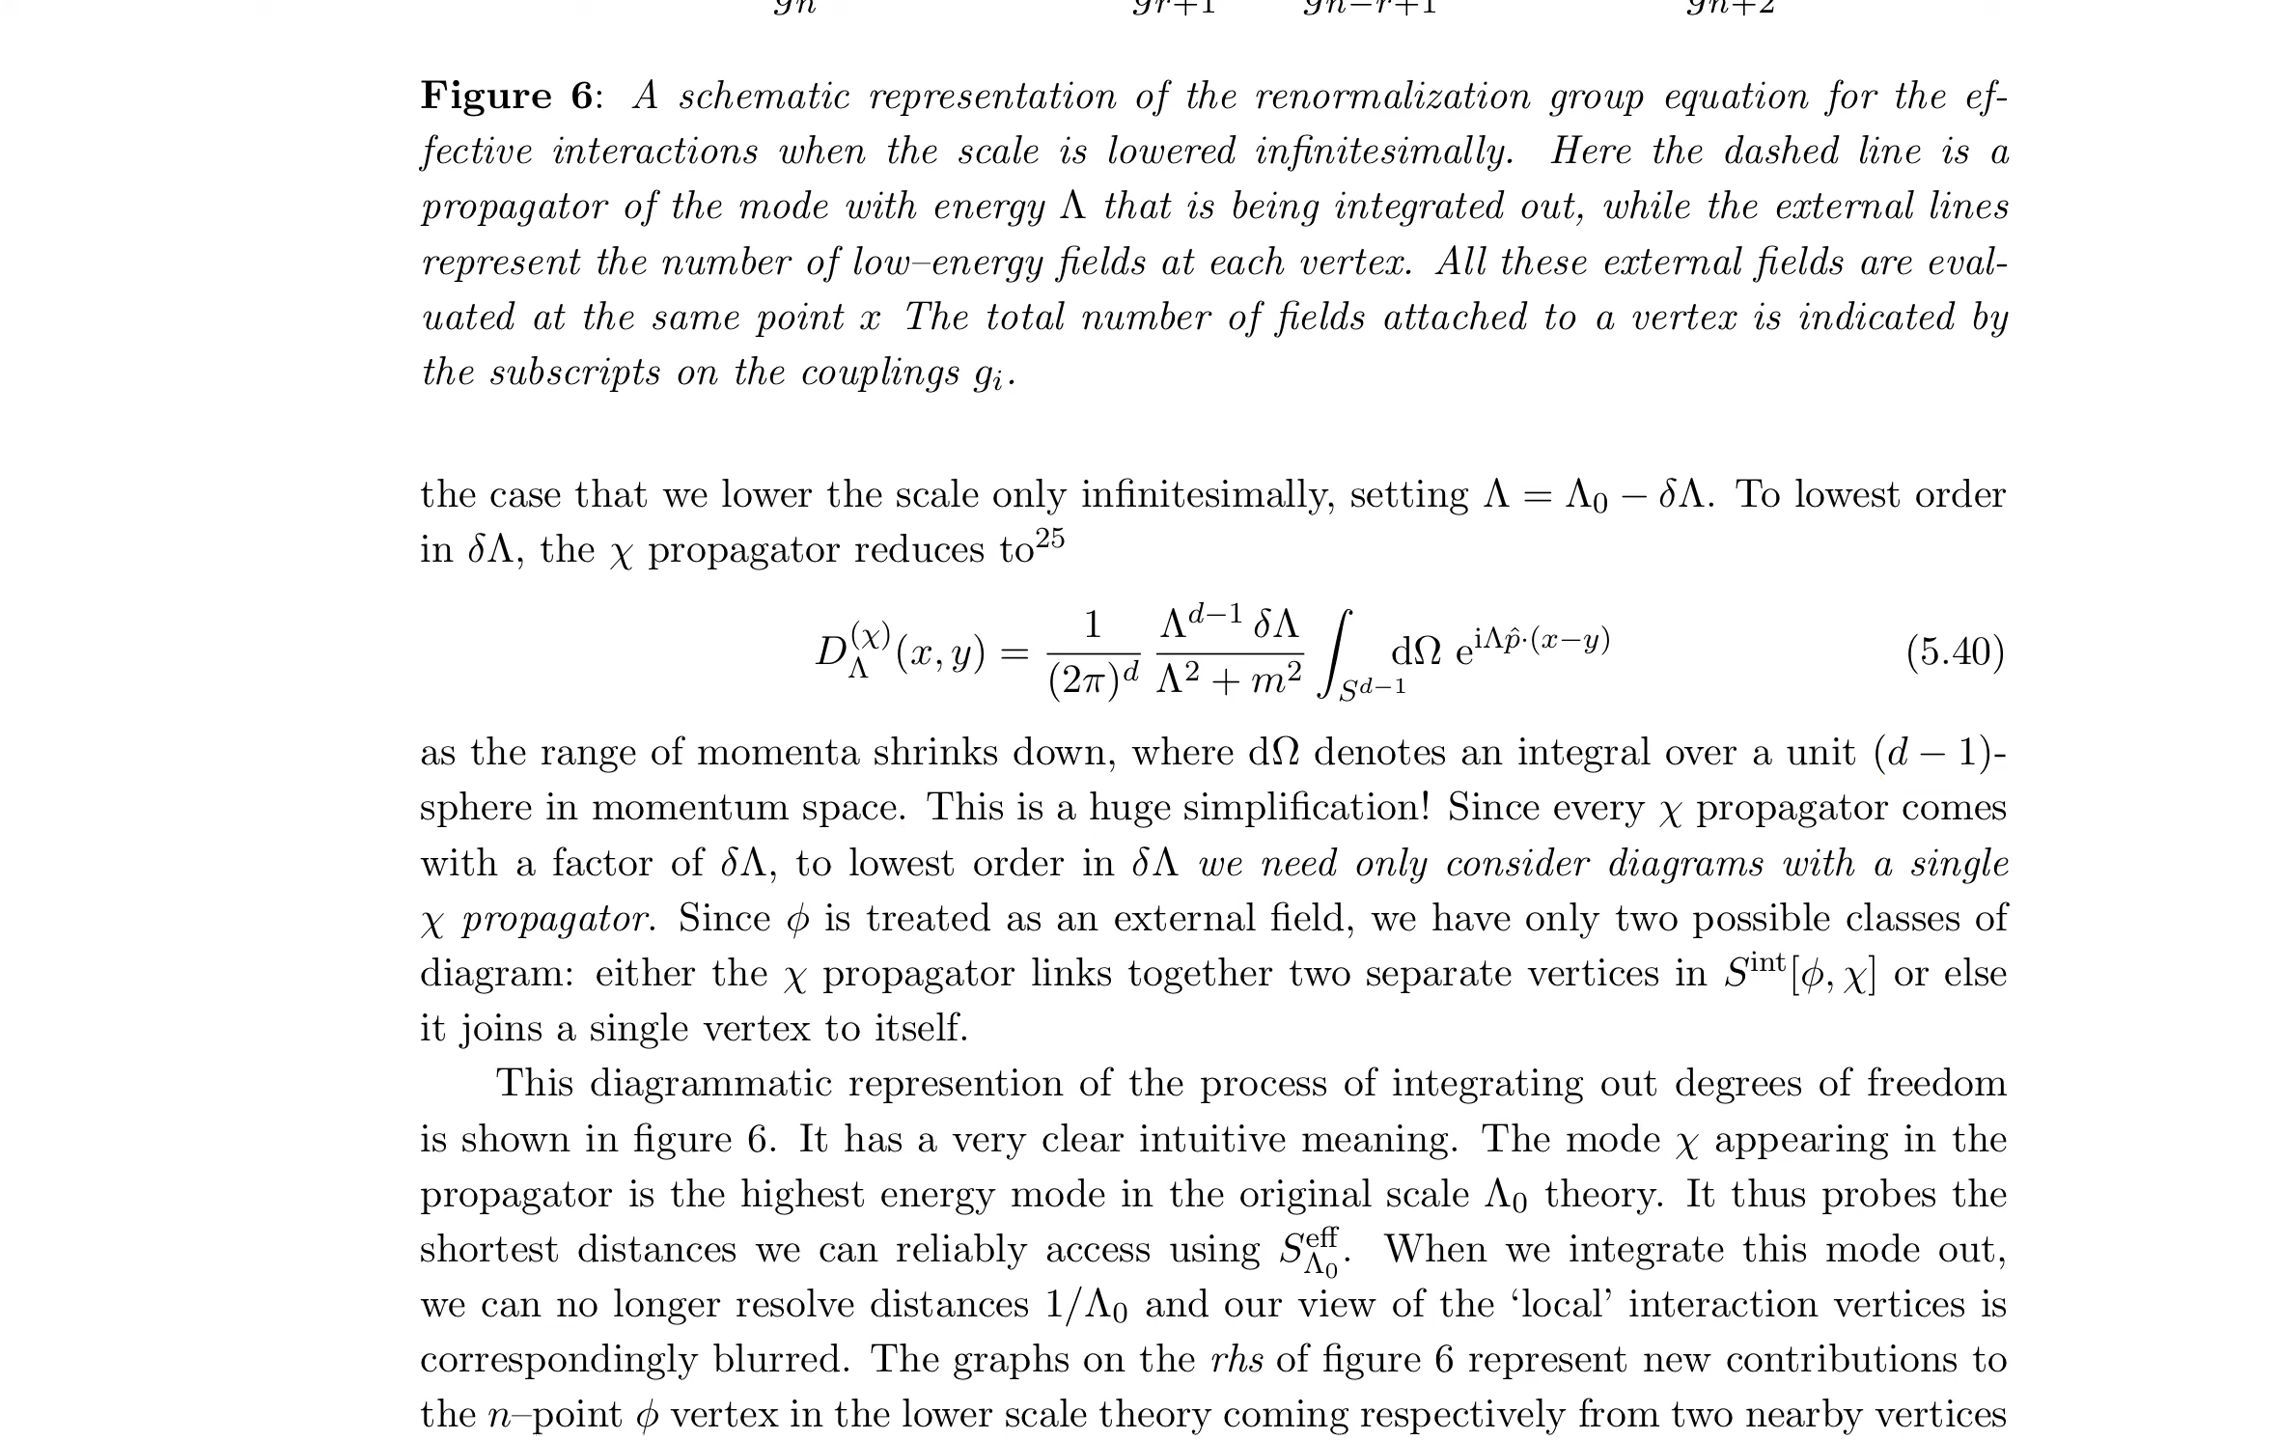 gn gr+1 gn−r+1 gn+2
Figure 6: A schematic representation of the renormalization group equation for the ef-
fective interactions when the scale is lowered infinitesimally. Here the dashed line is a
propagator of the mode with energy Λ that is being integrated out, while the external lines
represent the number of low–energy fields at each vertex. All these external fields are eval-
uated at the same point x The total number of fields attached to a vertex is indicated by
the subscripts on the couplings gᵢ.
the case that we lower the scale only infinitesimally, setting Λ = Λ₀ − δΛ. To lowest order
in δΛ, the χ propagator reduces to²⁵
D_Λ^(χ)(x, y) = 1/(2π)^d Λ^{d−1} δΛ/(Λ² + m²) ∫_{S^{d−1}} dΩ e^{iΛp̂·(x−y)} (5.40)
as the range of momenta shrinks down, where dΩ denotes an integral over a unit (d − 1)-
sphere in momentum space. This is a huge simplification! Since every χ propagator comes
with a factor of δΛ, to lowest order in δΛ we need only consider diagrams with a single
χ propagator. Since ϕ is treated as an external field, we have only two possible classes of
diagram: either the χ propagator links together two separate vertices in S^int[ϕ, χ] or else
it joins a single vertex to itself.
This diagrammatic represention of the process of integrating out degrees of freedom
is shown in figure 6. It has a very clear intuitive meaning. The mode χ appearing in the
propagator is the highest energy mode in the original scale Λ₀ theory. It thus probes the
shortest distances we can reliably access using S^eff_Λ₀. When we integrate this mode out,
we can no longer resolve distances 1/Λ₀ and our view of the ‘local’ interaction vertices is
correspondingly blurred. The graphs on the rhs of figure 6 represent new contributions to
the n–point ϕ vertex in the lower scale theory coming respectively from two nearby vertices